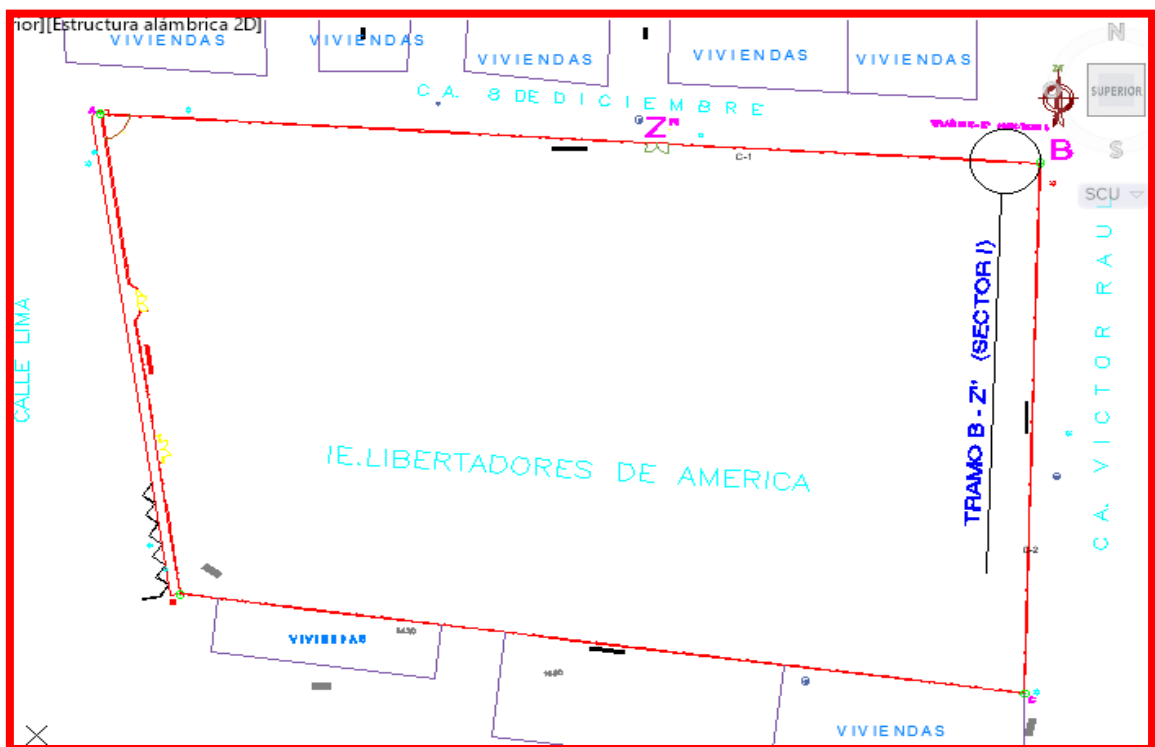 rior][Estructura alámbrica 2D]
VIVIENDAS
VIVIENDAS
VIVIENDAS
VIVIENDAS
VIVIENDAS
N
SUPERIOR
S
SCU
CA. 8 DE DICIEMBRE
A
Z"
B
C-1
CALLE LIMA
TRAMO B - Z" (SECTOR I)
CA. VICTOR RAUL
IE.LIBERTADORES DE AMERICA
VIVIENDAS
VIVIENDAS